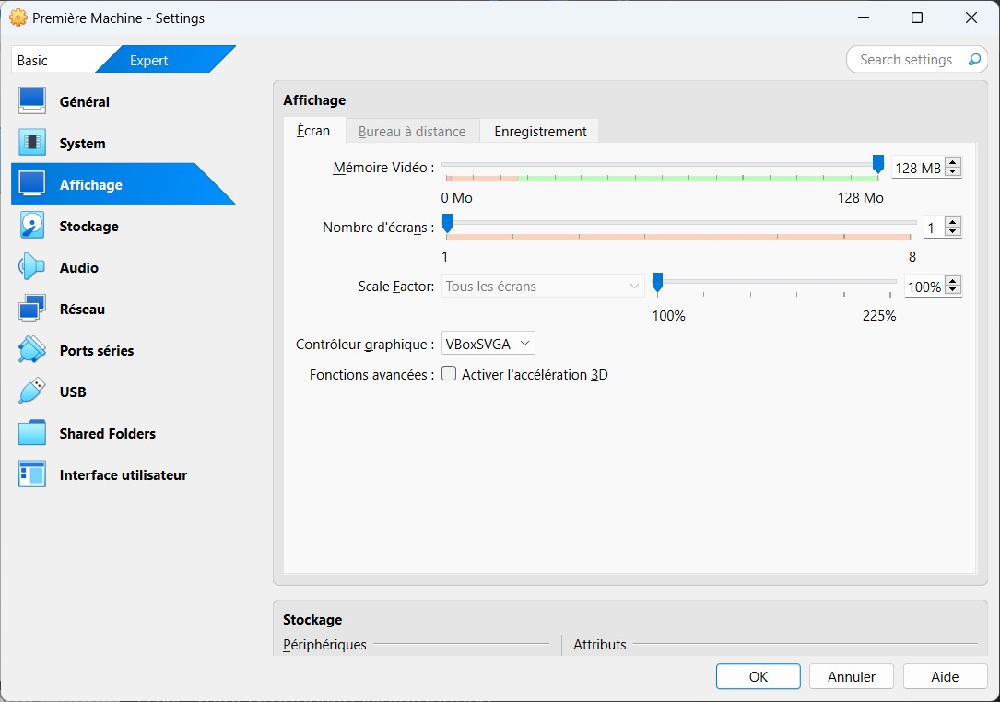 Première Machine - Settings
Basic
Expert
Search settings
Général
System
Affichage
Stockage
Audio
Réseau
Ports séries
USB
Shared Folders
Interface utilisateur
Affichage
Écran
Bureau à distance
Enregistrement
Mémoire Vidéo :
128 MB
0 Mo
128 Mo
Nombre d'écrans :
1
1
8
Scale Factor:
Tous les écrans
100%
100%
225%
Contrôleur graphique :
VBoxSVGA
Fonctions avancées :
Activer l'accélération 3D
Stockage
Périphériques
Attributs
OK
Annuler
Aide